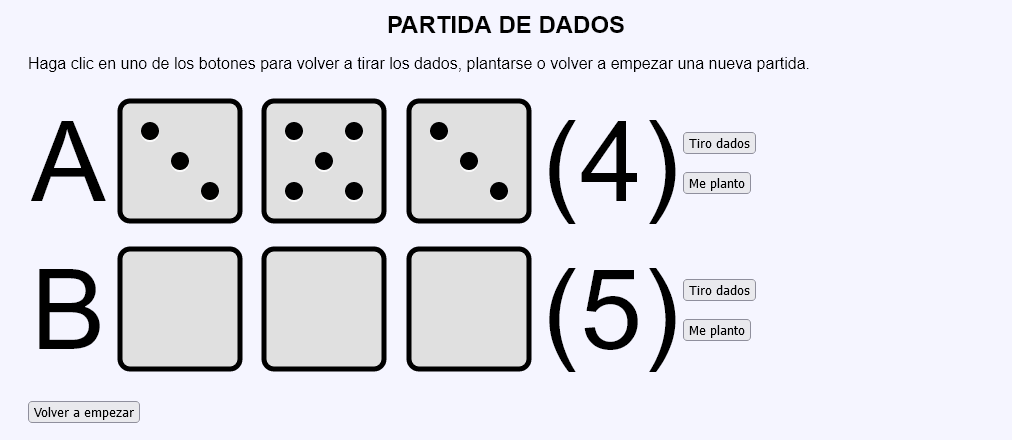 PARTIDA DE DADOS
Haga clic en uno de los botones para volver a tirar los dados, plantarse o volver a empezar una nueva partida.
A (4) Tiro dados
Me planto
B (5) Tiro dados
Me planto
Volver a empezar